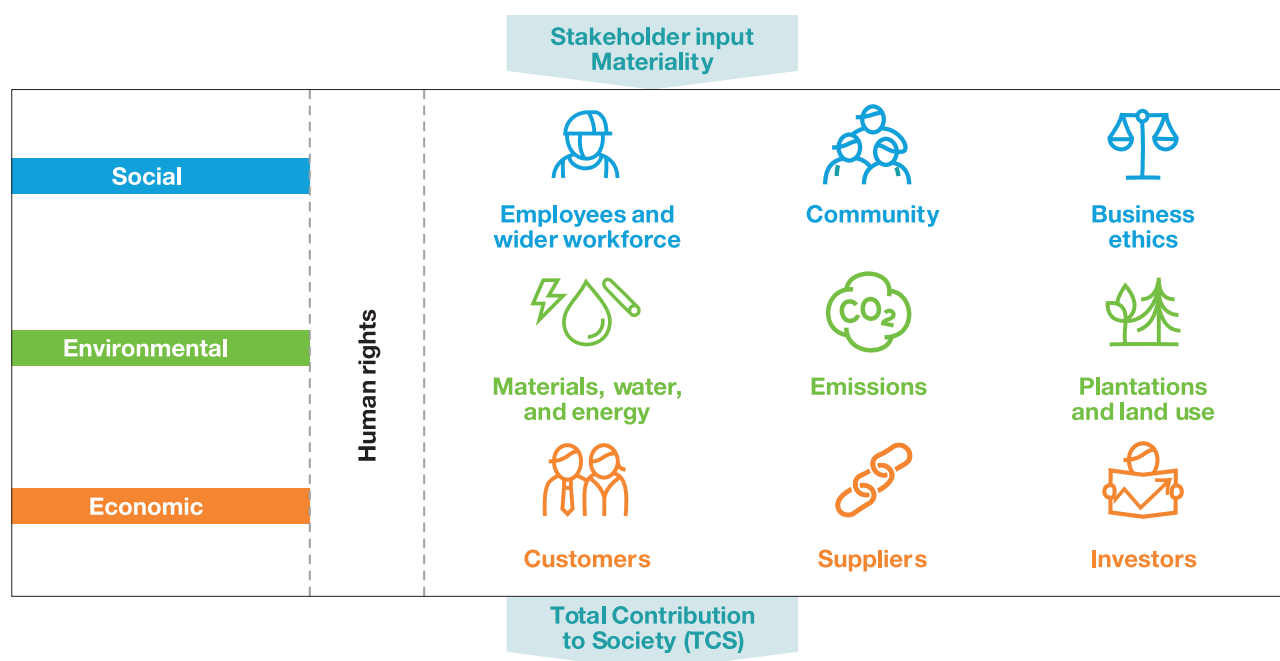 Stakeholder input
Materiality
Social
Human rights
Employees and
wider workforce
Community
Business
ethics
Environmental
CO₂
Materials, water,
and energy
Emissions
Plantations
and land use
Economic
Customers
Suppliers
Investors
Total Contribution
to Society (TCS)